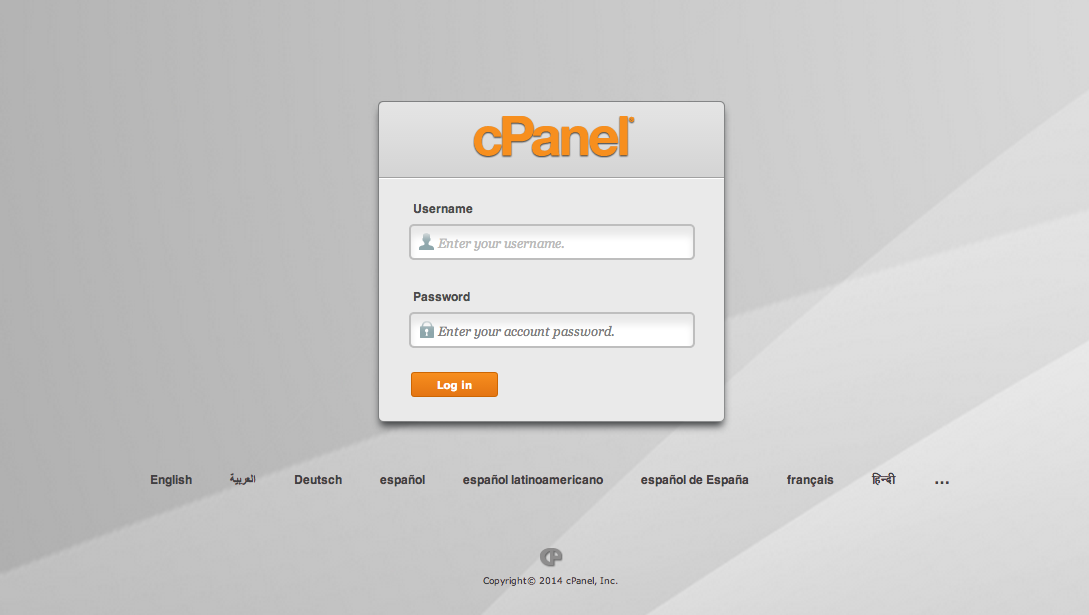 cPanel®
Username
Enter your username.
Password
Enter your account password.
Log in
English العربية Deutsch español español latinoamericano español de España français हिन्दी ...
Copyright© 2014 cPanel, Inc.